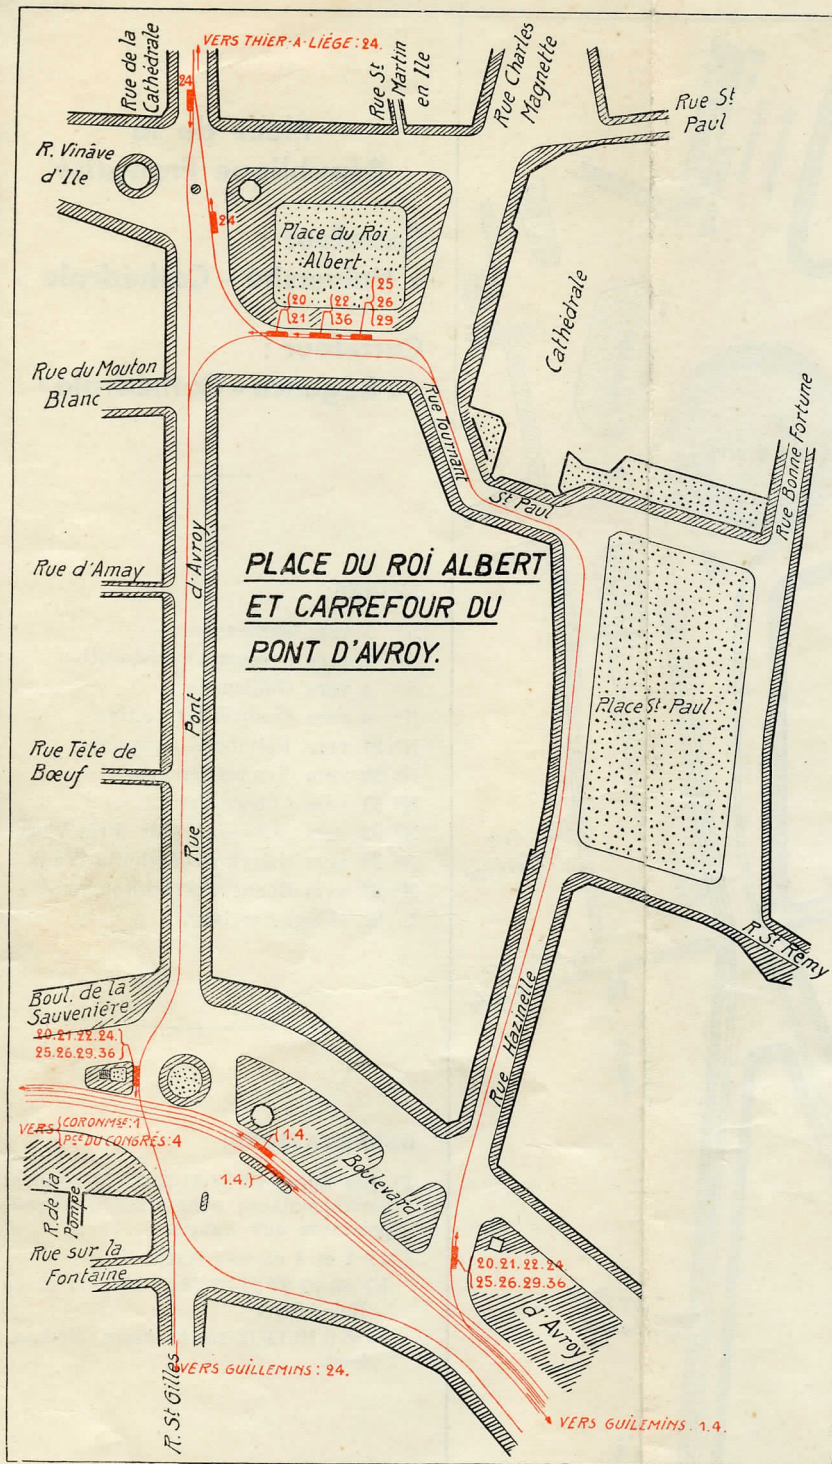 VERS THIER-A-LIÉGE: 24.
Rue de la
Cathédrale
24
Rue St
Martin
en Ile
Rue Charles
Magnette
Rue St
Paul
R. Vinâve
d'Ile
24
Place du Roi
Albert
20
21
22
36
25
26
29
Cathédrale
Rue du Mouton
Blanc
Rue Tournant
St Paul
Rue Bonne Fortune
Rue d'Amay
PLACE DU ROI ALBERT
ET CARREFOUR DU
PONT D'AVROY.
Rue Pont d'Avroy
Place St-Paul
Rue Tête de
Bœuf
R. St Rémy
Boul. de la
Sauvenière
20.21.22.24.
25.26.29.36
Rue Hazinelle
VERS
CORONMSE: 1
PCE DU CONGRÉS: 4
1.4.
1.4.
Boulevard
d'Avroy
R. de la
Pompe
Rue sur la
Fontaine
20.21.22.24
25.26.29.36
R. St Gilles
VERS GUILLEMINS: 24.
VERS GUILEMINS. 1.4.